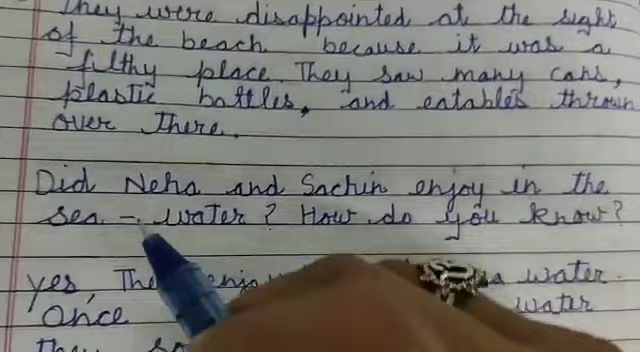 They were disappointed at the sight
of the beach because it was a
filthy place. They saw many cans,
plastic bottles, and eatables thrown
over there.
Did Neha and Sachin enjoy in the
sea - water? How do you know?
yes, The enjo water.
Once water